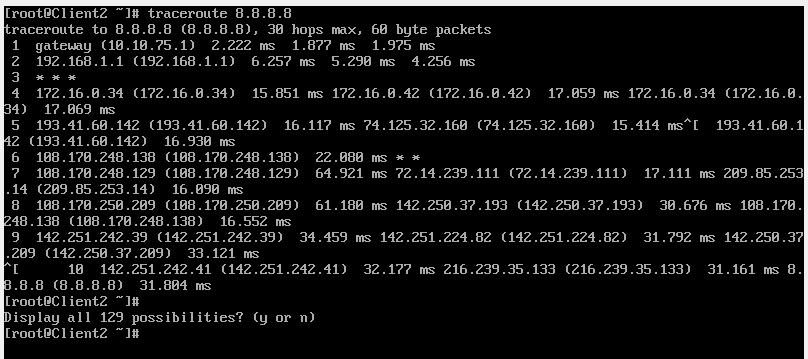 [root@Client2 ~]# traceroute 8.8.8.8
traceroute to 8.8.8.8 (8.8.8.8), 30 hops max, 60 byte packets
 1  gateway (10.10.75.1)  2.222 ms  1.877 ms  1.975 ms
 2  192.168.1.1 (192.168.1.1)  6.257 ms  5.290 ms  4.256 ms
 3  * * *
 4  172.16.0.34 (172.16.0.34)  15.851 ms 172.16.0.42 (172.16.0.42)  17.059 ms 172.16.0.34 (172.16.0.
34)  17.069 ms
 5  193.41.60.142 (193.41.60.142)  16.117 ms 74.125.32.160 (74.125.32.160)  15.414 ms^[  193.41.60.1
42 (193.41.60.142)  16.930 ms
 6  108.170.248.138 (108.170.248.138)  22.080 ms * *
 7  108.170.248.129 (108.170.248.129)  64.921 ms 72.14.239.111 (72.14.239.111)  17.111 ms 209.85.253
.14 (209.85.253.14)  16.090 ms
 8  108.170.250.209 (108.170.250.209)  61.180 ms 142.250.37.193 (142.250.37.193)  30.676 ms 108.170.
248.138 (108.170.248.138)  16.552 ms
 9  142.251.242.39 (142.251.242.39)  34.459 ms 142.251.224.82 (142.251.224.82)  31.792 ms 142.250.37
.209 (142.250.37.209)  33.121 ms
^[      10  142.251.242.41 (142.251.242.41)  32.177 ms 216.239.35.133 (216.239.35.133)  31.161 ms 8.
8.8.8 (8.8.8.8)  31.804 ms
[root@Client2 ~]#
Display all 129 possibilities? (y or n)
[root@Client2 ~]#